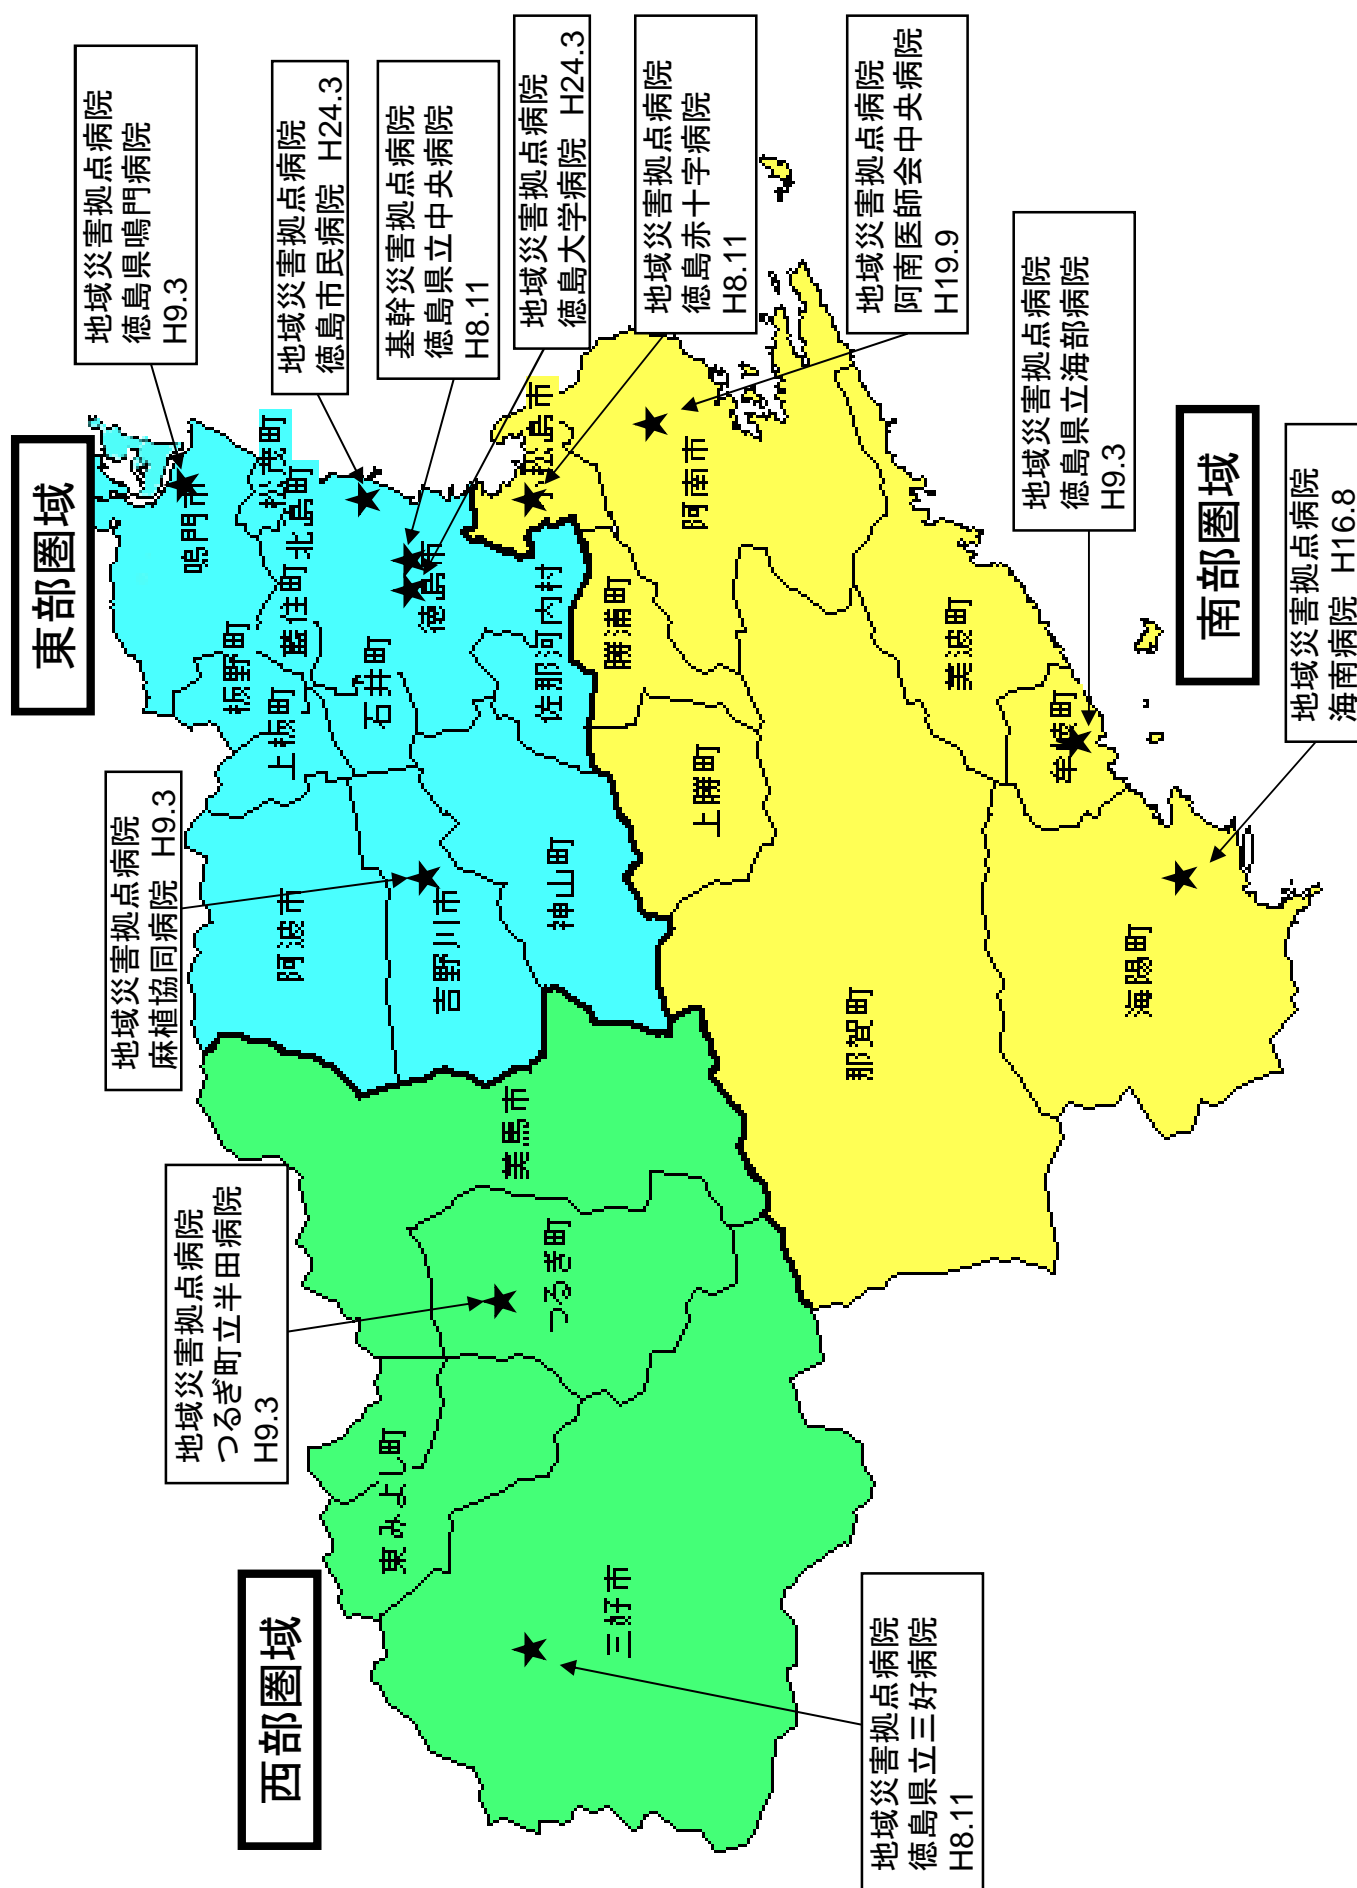 東部圏域
地域災害拠点病院
徳島県鳴門病院
H9.3
地域災害拠点病院
徳島市民病院 H24.3
基幹災害拠点病院
徳島県立中央病院
H8.11
地域災害拠点病院
徳島大学病院 H24.3
地域災害拠点病院
徳島赤十字病院
H8.11
地域災害拠点病院
阿南医師会中央病院
H19.9
地域災害拠点病院
徳島県立海部病院
H9.3
南部圏域
地域災害拠点病院
海南病院 H16.8
地域災害拠点病院
麻植協同病院 H9.3
地域災害拠点病院
つるぎ町立半田病院
H9.3
西部圏域
地域災害拠点病院
徳島県立三好病院
H8.11
鳴門市
松茂町
北島町
藍住町
板野町
上板町
石井町
徳島市
佐那河内村
阿波市
吉野川市
神山町
小松島市
阿南市
勝浦町
上勝町
那賀町
美波町
牟岐町
海陽町
美馬市
つるぎ町
東みよし町
三好市